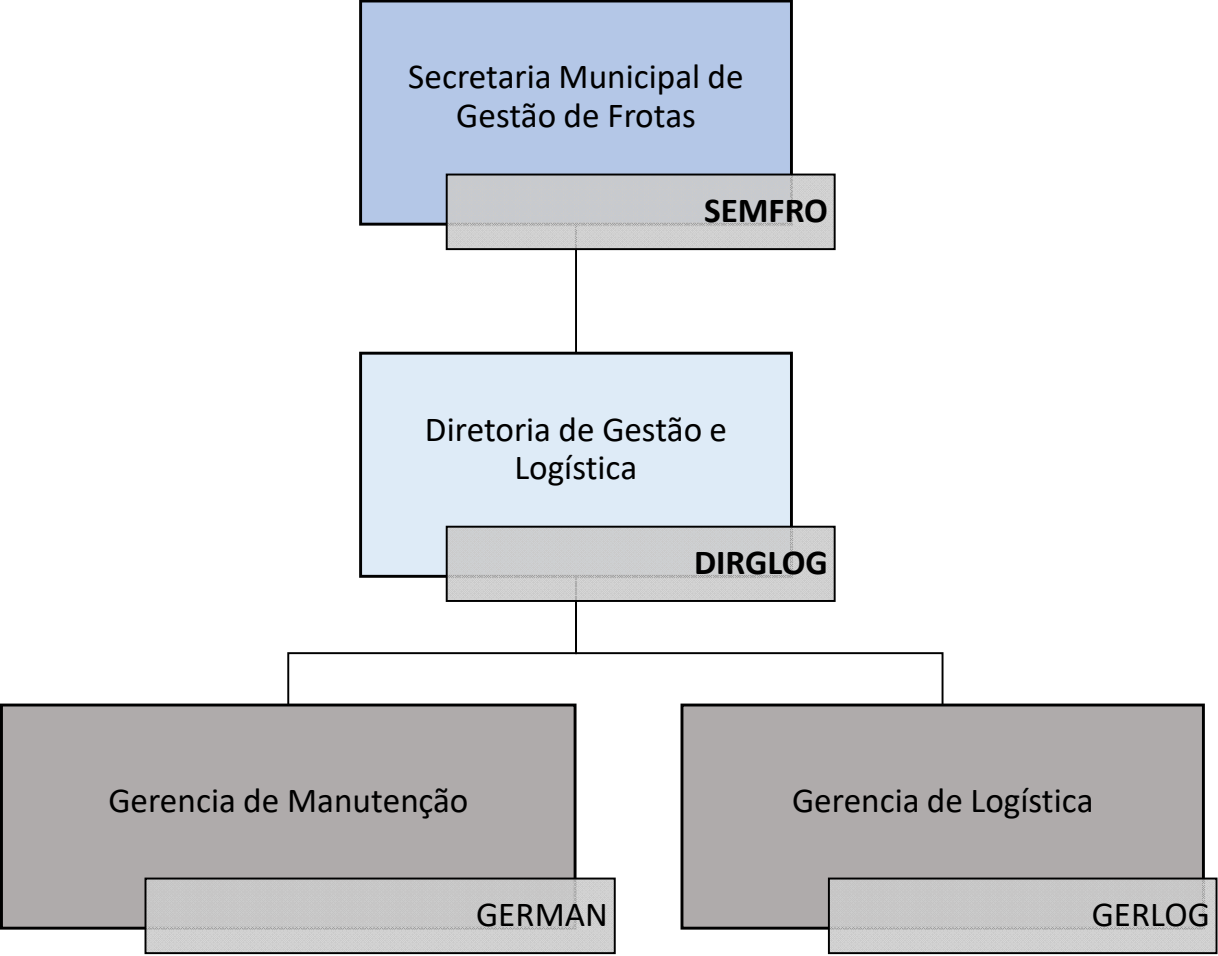 Secretaria Municipal de
Gestão de Frotas
SEMFRO
Diretoria de Gestão e
Logística
DIRGLOG
Gerencia de Manutenção
GERMAN
Gerencia de Logística
GERLOG